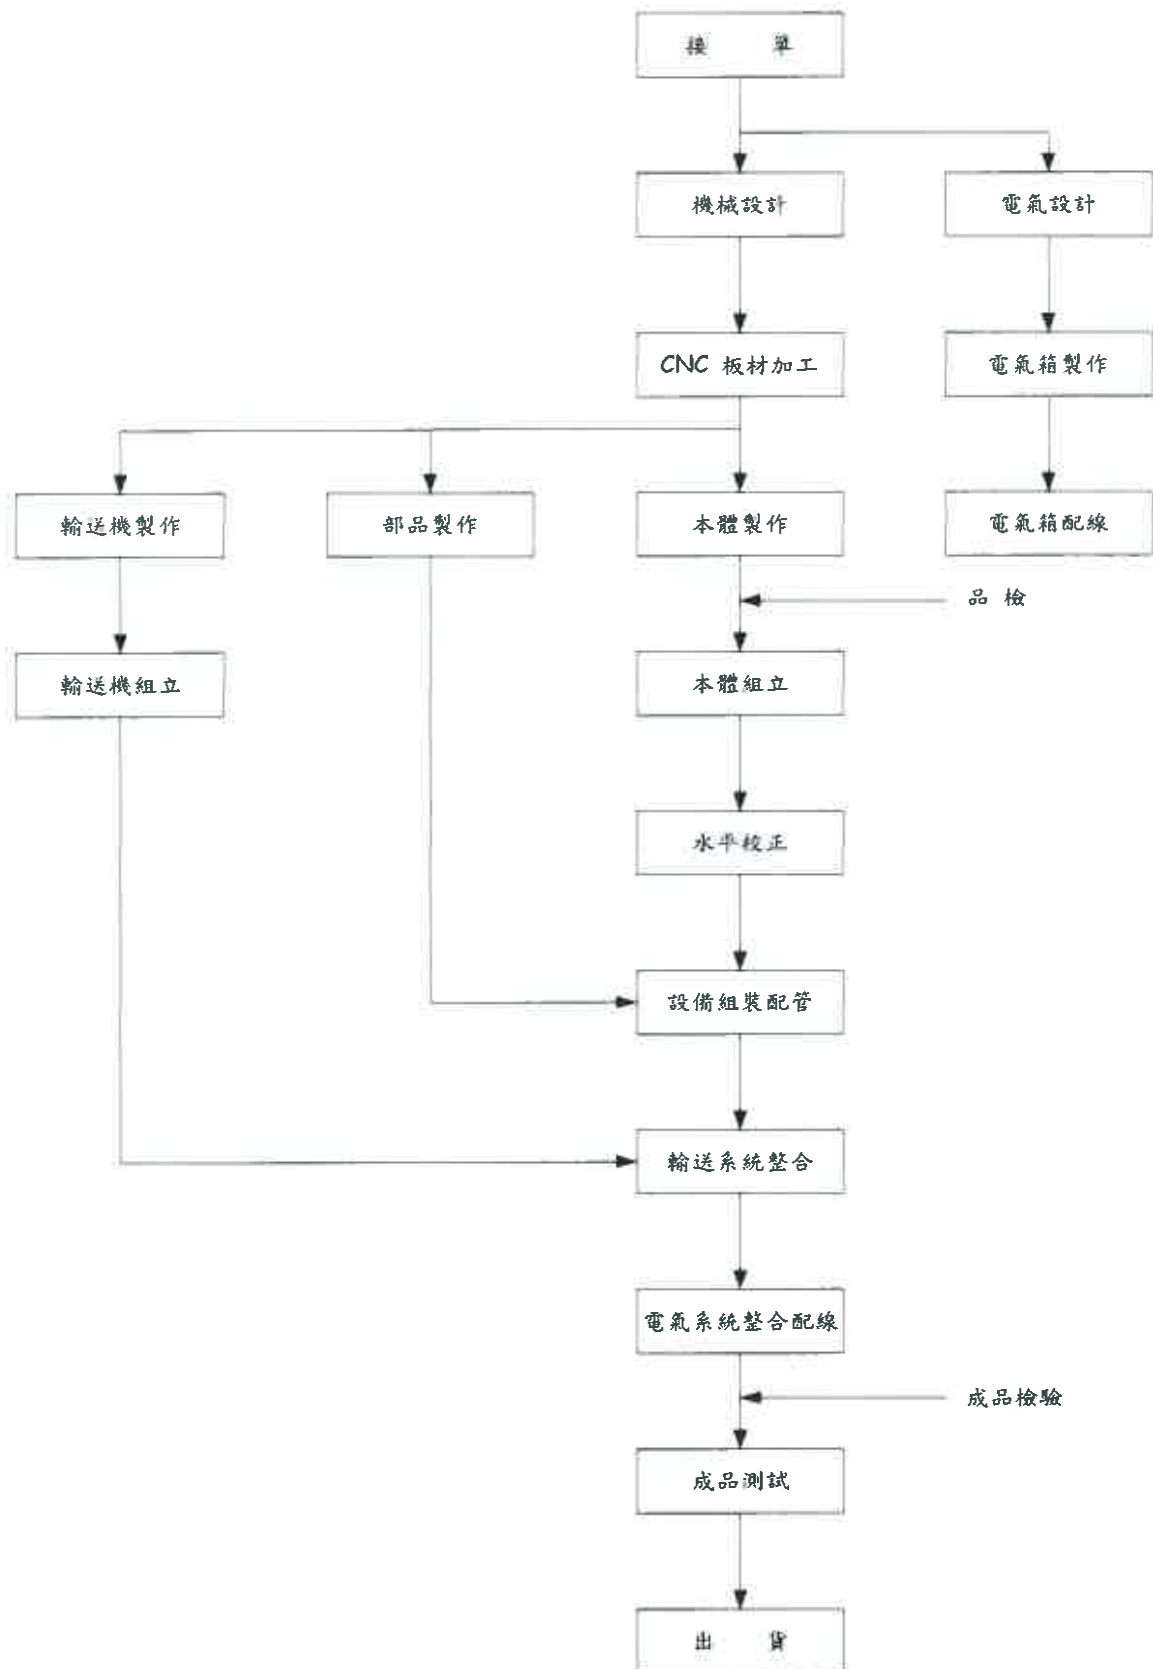 接 單
機械設計
電氣設計
CNC 板材加工
電氣箱製作
輸送機製作
部品製作
本體製作
電氣箱配線
品 檢
輸送機組立
本體組立
水平校正
設備組裝配管
輸送系統整合
電氣系統整合配線
成品檢驗
成品測試
出 貨